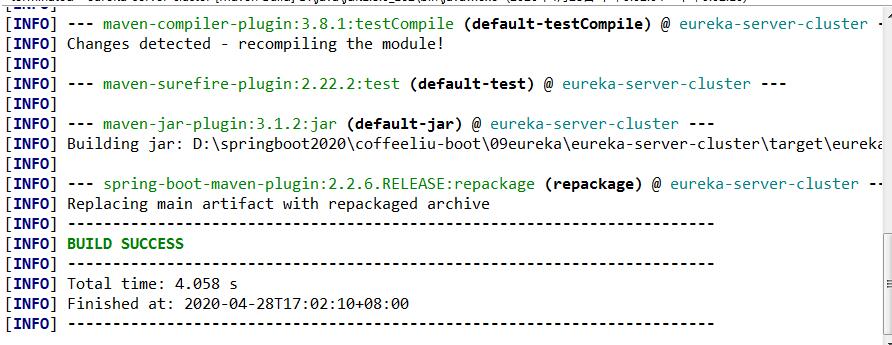 [INFO] --- maven-compiler-plugin:3.8.1:testCompile (default-testCompile) @ eureka-server-cluster -
[INFO] Changes detected - recompiling the module!
[INFO]
[INFO] --- maven-surefire-plugin:2.22.2:test (default-test) @ eureka-server-cluster ---
[INFO]
[INFO] --- maven-jar-plugin:3.1.2:jar (default-jar) @ eureka-server-cluster ---
[INFO] Building jar: D:\springboot2020\coffeeliu-boot\09eureka\eureka-server-cluster\target\eureka
[INFO]
[INFO] --- spring-boot-maven-plugin:2.2.6.RELEASE:repackage (repackage) @ eureka-server-cluster --
[INFO] Replacing main artifact with repackaged archive
[INFO] ------------------------------------------------------------------------
[INFO] BUILD SUCCESS
[INFO] ------------------------------------------------------------------------
[INFO] Total time: 4.058 s
[INFO] Finished at: 2020-04-28T17:02:10+08:00
[INFO] ------------------------------------------------------------------------